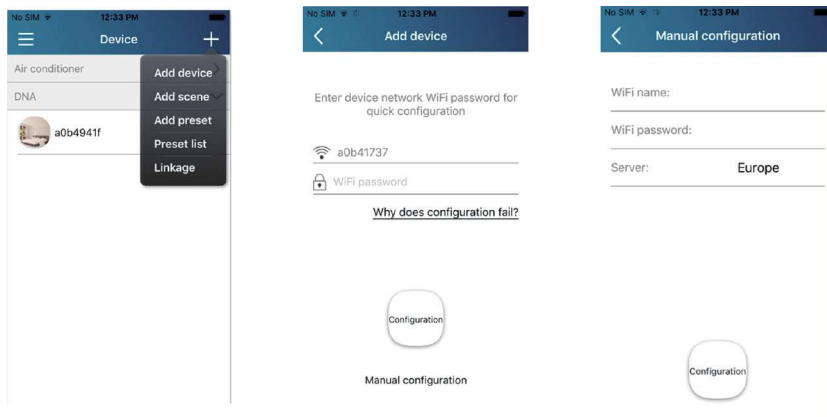 No SIM 12:33 PM
Device
Air conditioner
DNA
a0b4941f
Add device
Add scene
Add preset
Preset list
Linkage
No SIM 12:33 PM
Add device
Enter device network WiFi password for
quick configuration
a0b41737
WiFi password
Why does configuration fail?
Configuration
Manual configuration
No SIM 12:33 PM
Manual configuration
WiFi name:
WiFi password:
Server: Europe
Configuration